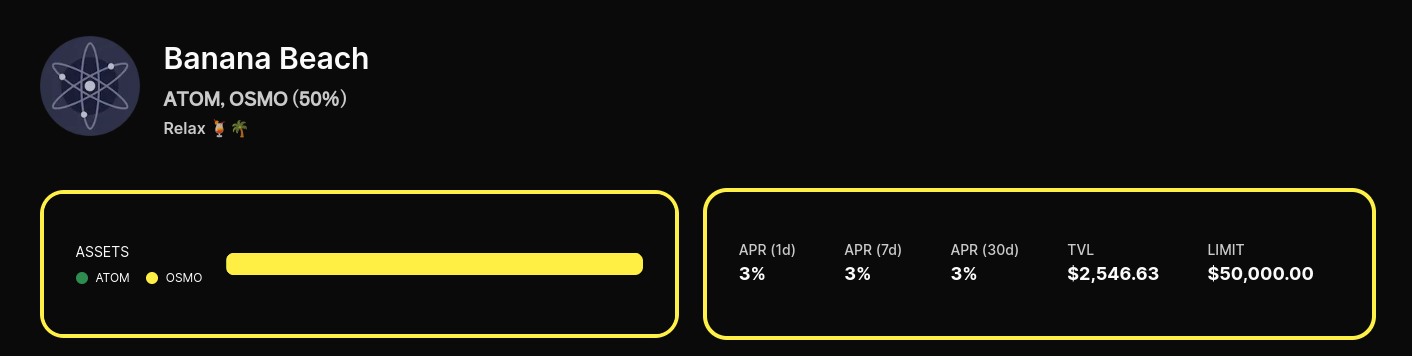 Banana Beach
ATOM, OSMO (50%)
Relax 🍹🌴
ASSETS
ATOM OSMO
APR (1d) APR (7d) APR (30d) TVL LIMIT
3% 3% 3% $2,546.63 $50,000.00